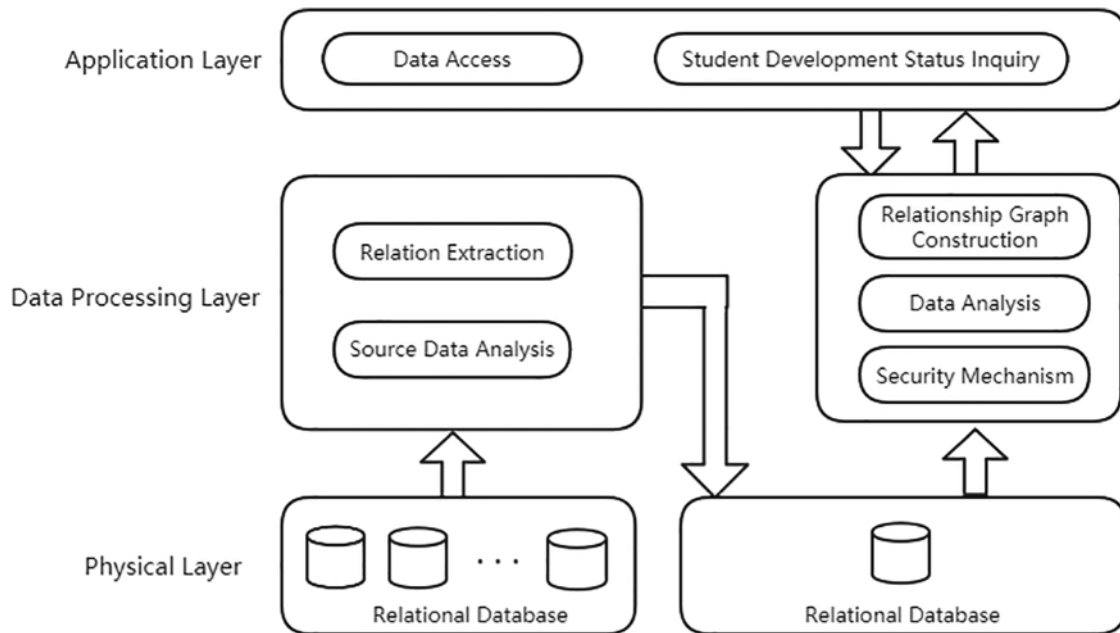 Application Layer
Data Access
Student Development Status Inquiry
Data Processing Layer
Relation Extraction
Source Data Analysis
Relationship Graph
Construction
Data Analysis
Security Mechanism
Physical Layer
...
Relational Database
Relational Database